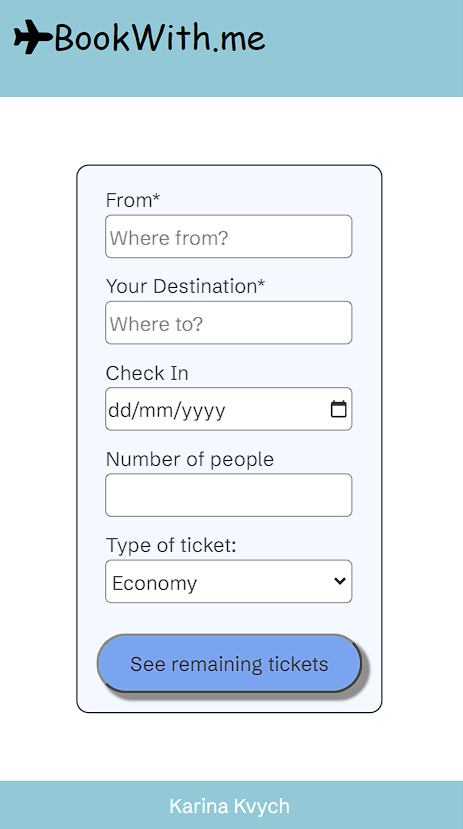 BookWith.me
From*
Where from?
Your Destination*
Where to?
Check In
dd/mm/yyyy
Number of people
Type of ticket:
Economy
See remaining tickets
Karina Kvych